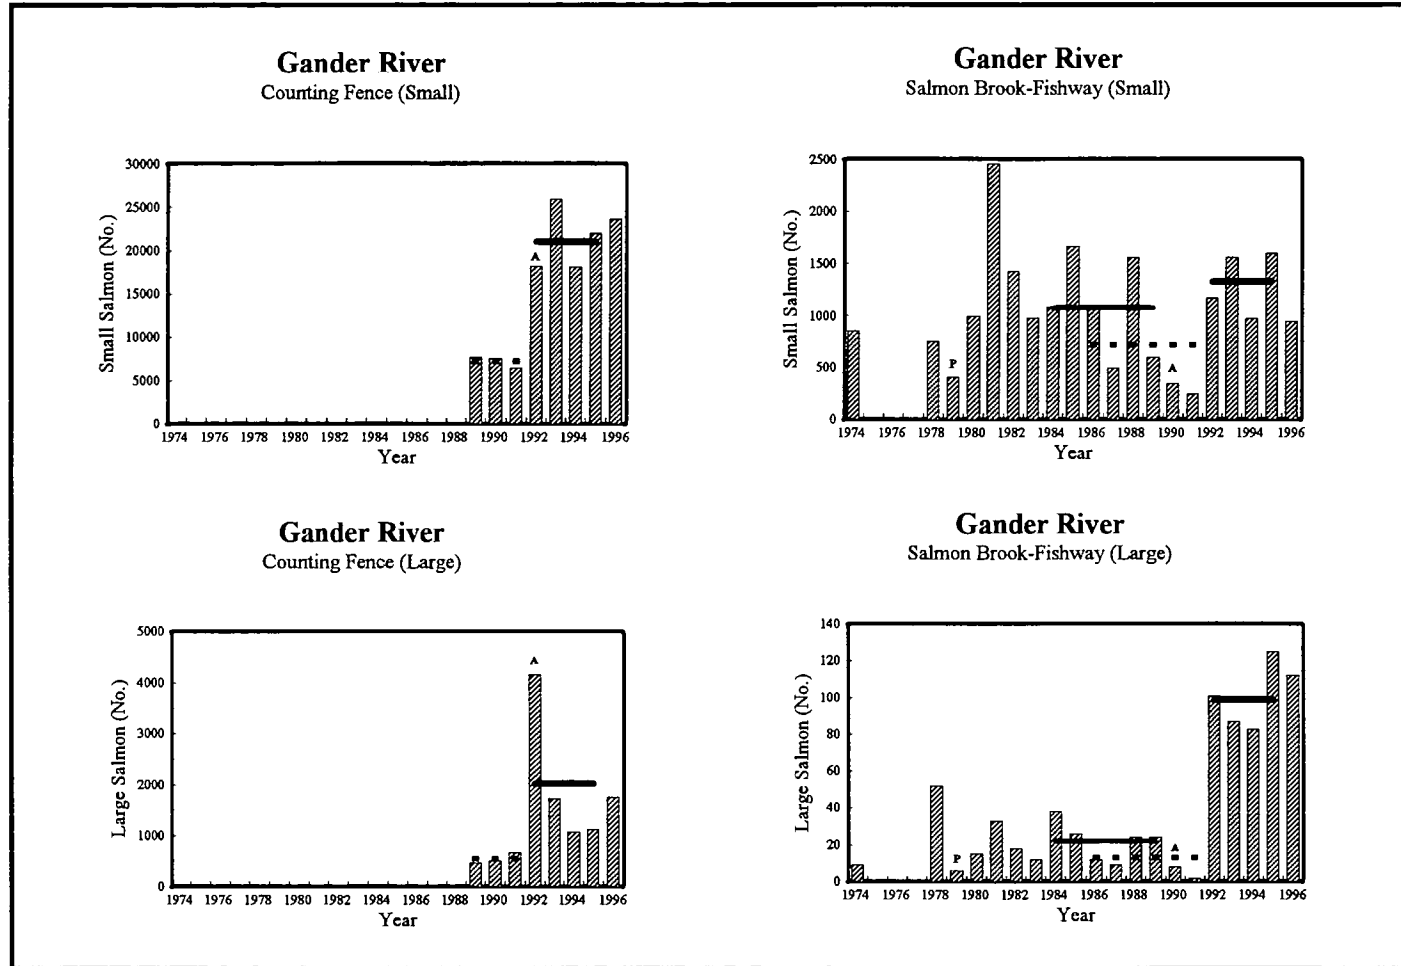 Gander River
Counting Fence (Small)
30000
25000
20000
15000
10000
5000
0
Small Salmon (No.)
A
1974 1976 1978 1980 1982 1984 1986 1988 1990 1992 1994 1996
Year
Gander River
Salmon Brook-Fishway (Small)
2500
2000
1500
1000
500
0
Small Salmon (No.)
P
A
1974 1976 1978 1980 1982 1984 1986 1988 1990 1992 1994 1996
Year
Gander River
Counting Fence (Large)
5000
4000
3000
2000
1000
0
Large Salmon (No.)
A
1974 1976 1978 1980 1982 1984 1986 1988 1990 1992 1994 1996
Year
Gander River
Salmon Brook-Fishway (Large)
140
120
100
80
60
40
20
0
Large Salmon (No.)
P
A
1974 1976 1978 1980 1982 1984 1986 1988 1990 1992 1994 1996
Year